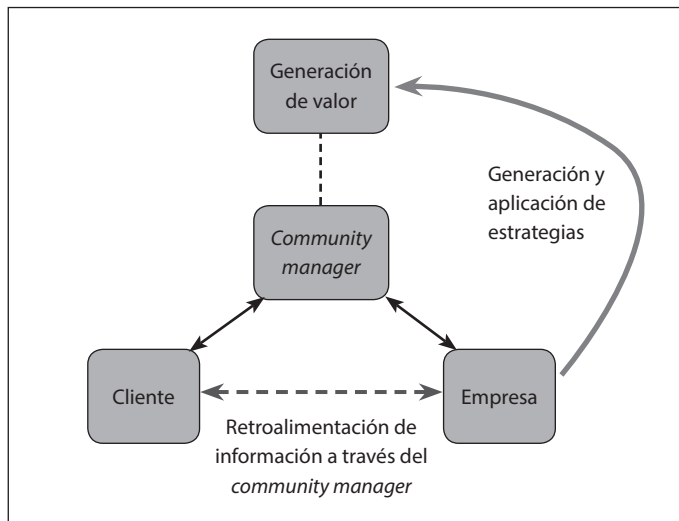 Generación
de valor
Generación y
aplicación de
estrategias
Community
manager
Cliente
Empresa
Retroalimentación de
información a través del
community manager